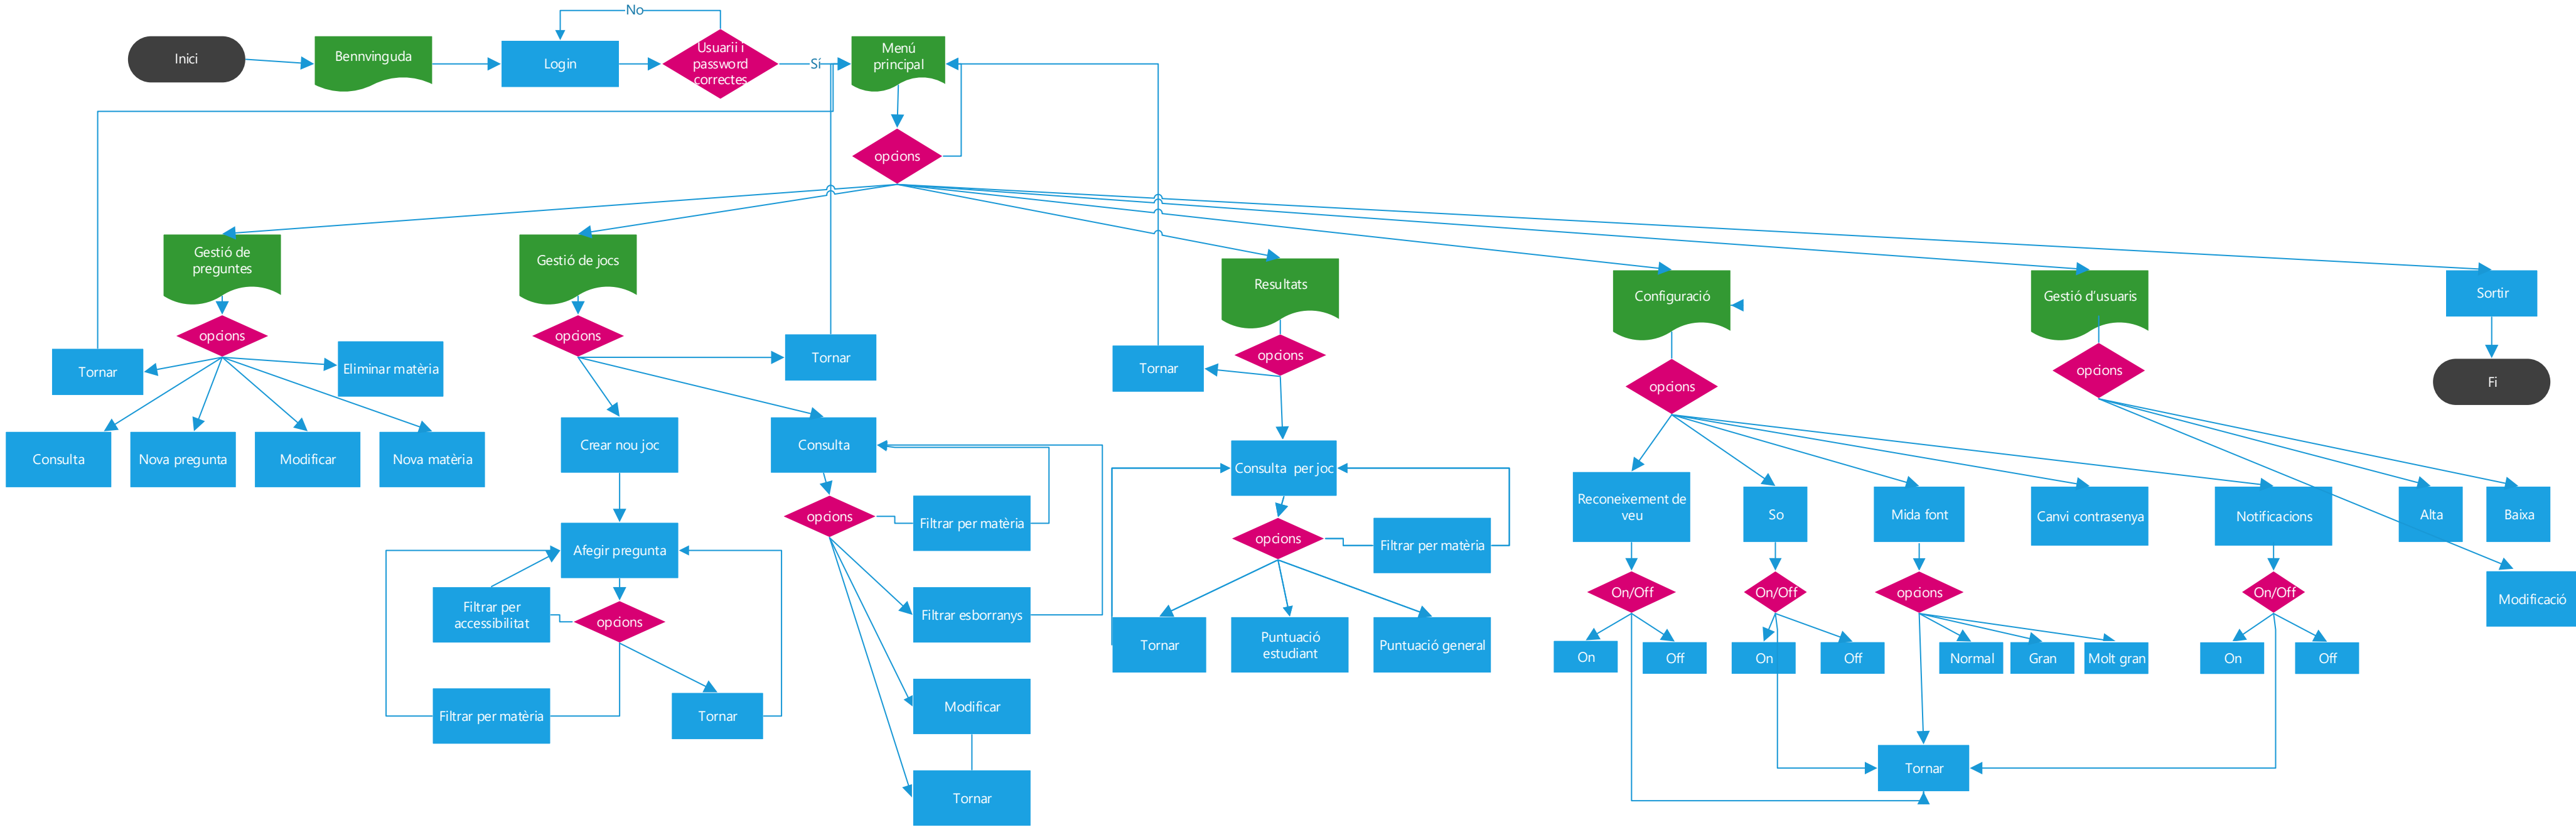 No
Inici
Bennvinguda
Login
Usuarii i
password
correctes
Sí
Menú
principal
opcions
Gestió de
preguntes
Gestió de jocs
Resultats
Configuració
Gestió d'usuaris
Sortir
opcions
opcions
opcions
opcions
opcions
Fi
Tornar
Eliminar matèria
Tornar
Tornar
Consulta
Nova pregunta
Modificar
Nova matèria
Crear nou joc
Consulta
Consulta  per joc
Reconeixement de
veu
So
Mida font
Canvi contrasenya
Notificacions
Alta
Baixa
opcions
Filtrar per matèria
opcions
Filtrar per matèria
Afegir pregunta
On/Off
On/Off
opcions
On/Off
Modificació
Filtrar per
accessibilitat
opcions
Filtrar esborranys
Tornar
Puntuació
estudiant
Puntuació general
On
Off
On
Off
Normal
Gran
Molt gran
On
Off
Filtrar per matèria
Tornar
Modificar
Tornar
Tornar